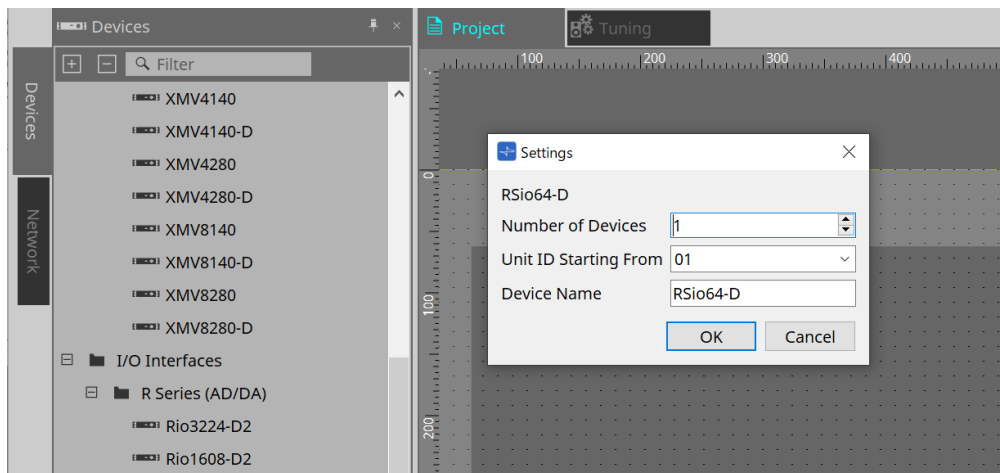 Devices
Project
Tuning
Filter
100
200
300
400
Devices
Network
XMV4140
XMV4140-D
XMV4280
XMV4280-D
XMV8140
XMV8140-D
XMV8280
XMV8280-D
I/O Interfaces
R Series (AD/DA)
Rio3224-D2
Rio1608-D2
0
100
200
Settings
RSio64-D
Number of Devices 1
Unit ID Starting From 01
Device Name RSio64-D
OK Cancel